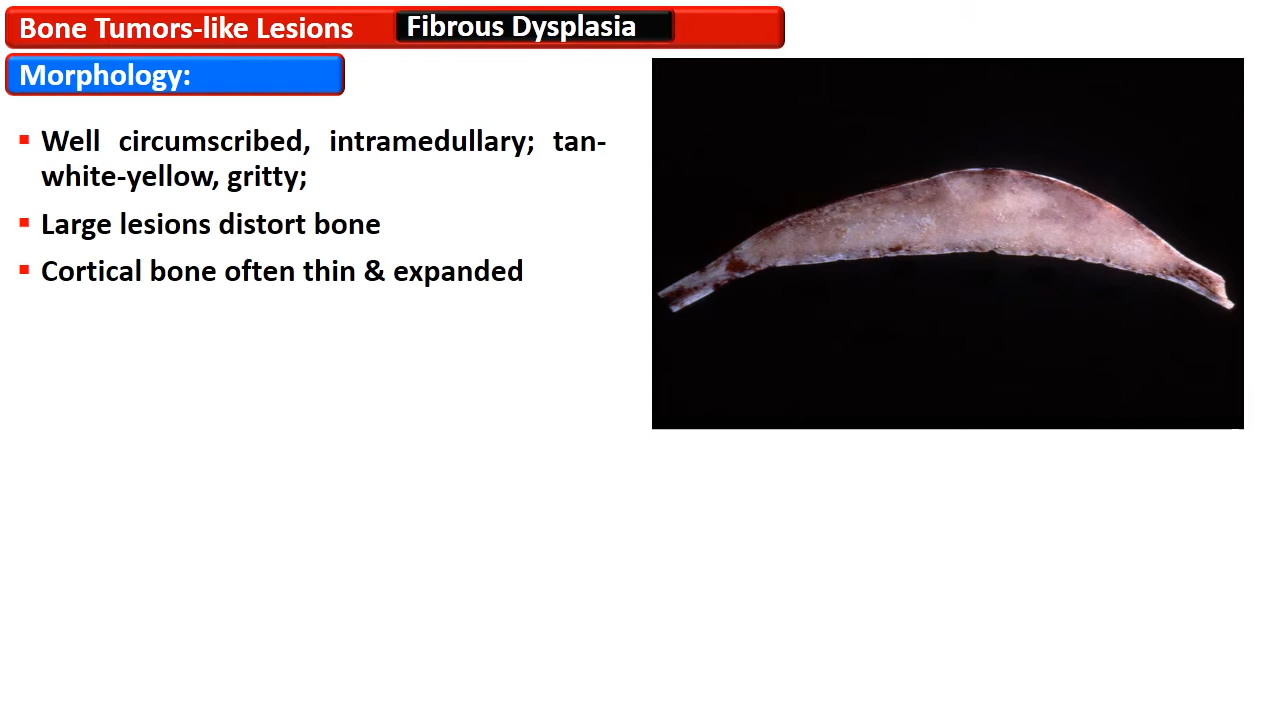 Bone Tumors-like Lesions Fibrous Dysplasia
Morphology:
▪ Well circumscribed, intramedullary; tan-
white-yellow, gritty;
▪ Large lesions distort bone
▪ Cortical bone often thin & expanded